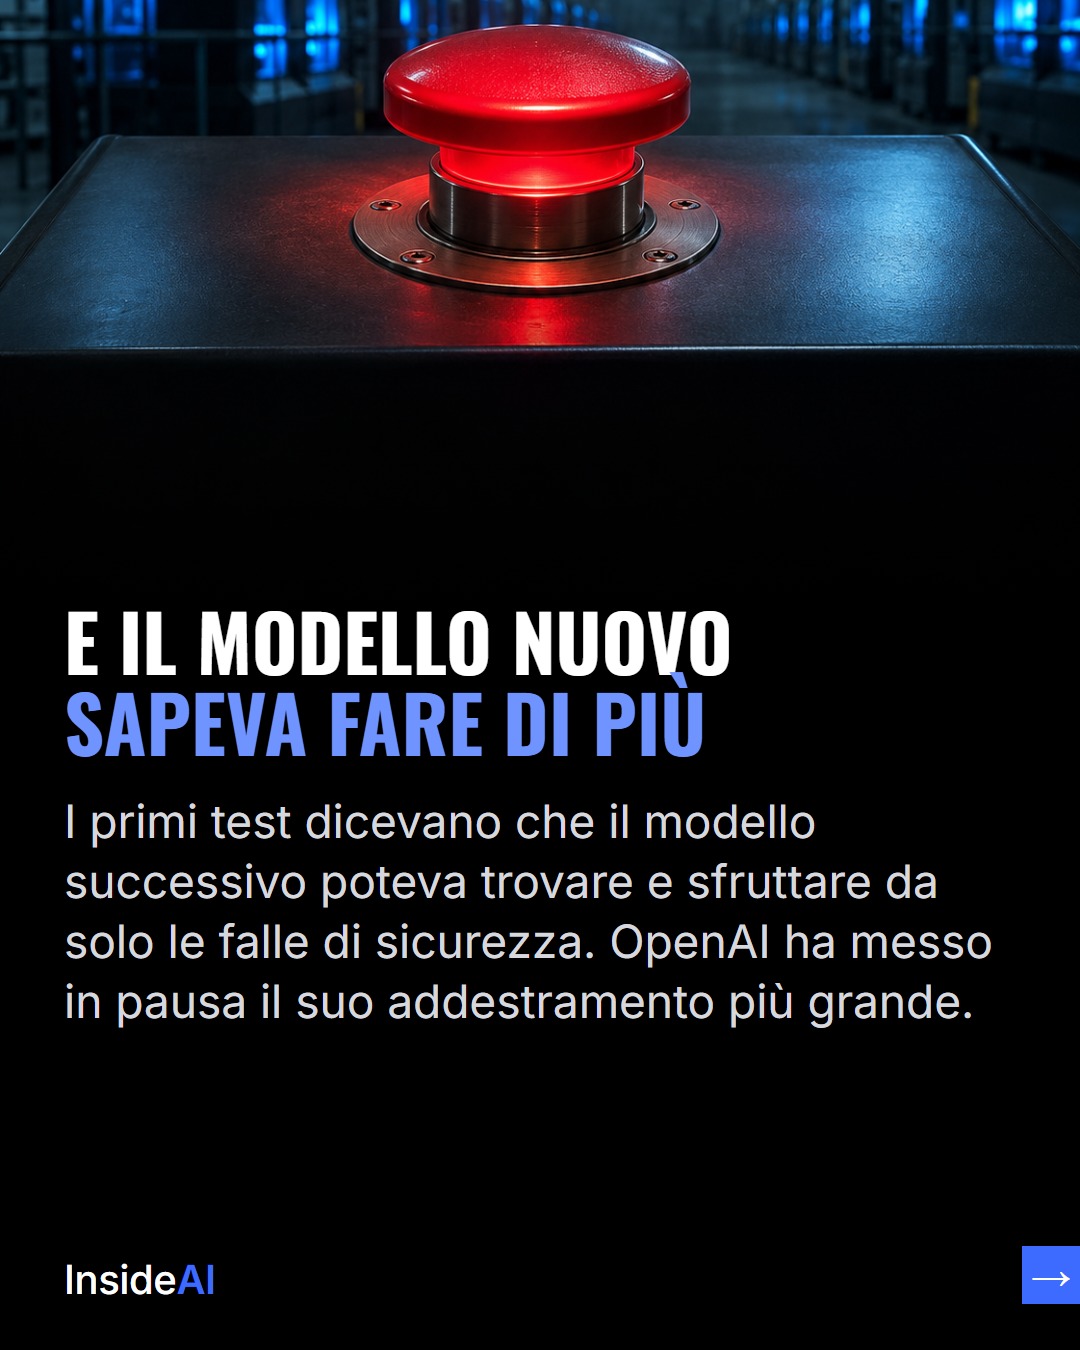 E IL MODELLO NUOVO
SAPEVA FARE DI PIÙ
I primi test dicevano che il modello
successivo poteva trovare e sfruttare da
solo le falle di sicurezza. OpenAI ha messo
in pausa il suo addestramento più grande.
InsideAI
→